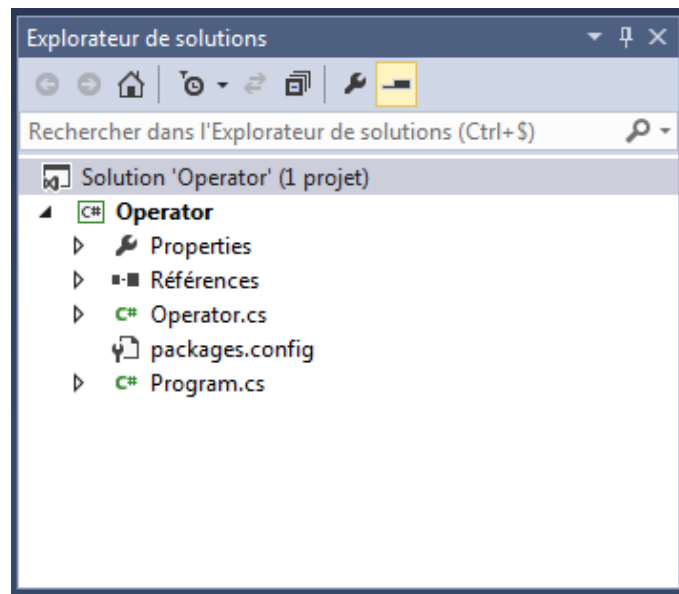 Explorateur de solutions
Rechercher dans l'Explorateur de solutions (Ctrl+$)
Solution 'Operator' (1 projet)
C# Operator
Properties
Références
C# Operator.cs
packages.config
C# Program.cs